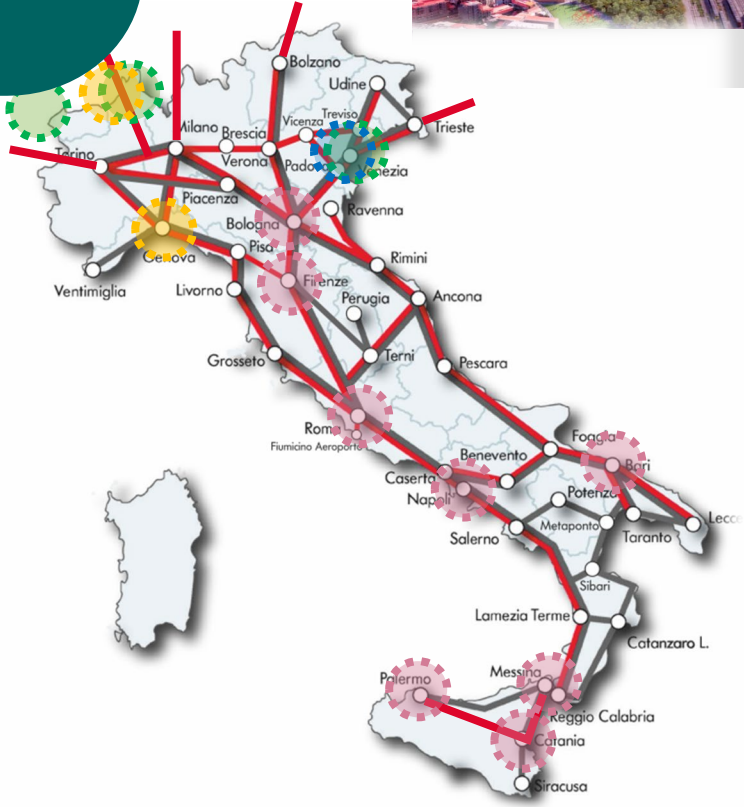 Bolzano
Udine
Treviso
Vicenza
Trieste
Milano
Brescia
Torino
Verona
Padova
Venezia
Piacenza
Ravenna
Bologna
Genova
Pisa
Rimini
Ventimiglia
Livorno
Firenze
Perugia
Ancona
Grosseto
Terni
Pescara
Roma
Fiumicino Aeroporto
Foggia
Benevento
Bari
Caserta
Napoli
Potenza
Lecce
Metaponto
Salerno
Taranto
Sibari
Lamezia Terme
Catanzaro L.
Messina
Palermo
Reggio Calabria
Catania
Siracusa